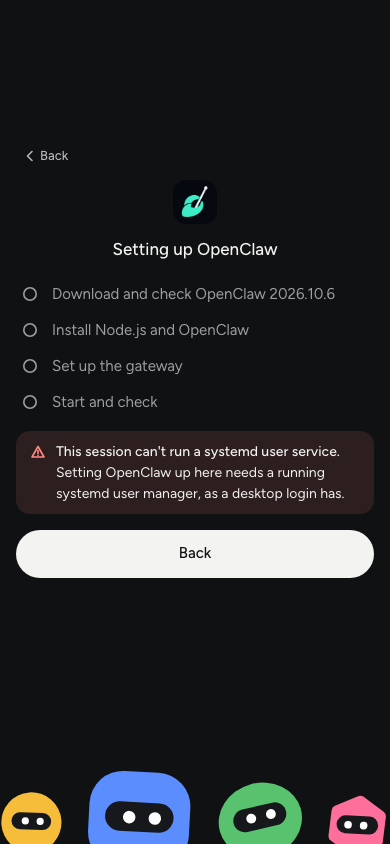 Back
Setting up OpenClaw
Download and check OpenClaw 2026.10.6
Install Node.js and OpenClaw
Set up the gateway
Start and check
This session can't run a systemd user service.
Setting OpenClaw up here needs a running
systemd user manager, as a desktop login has.
Back